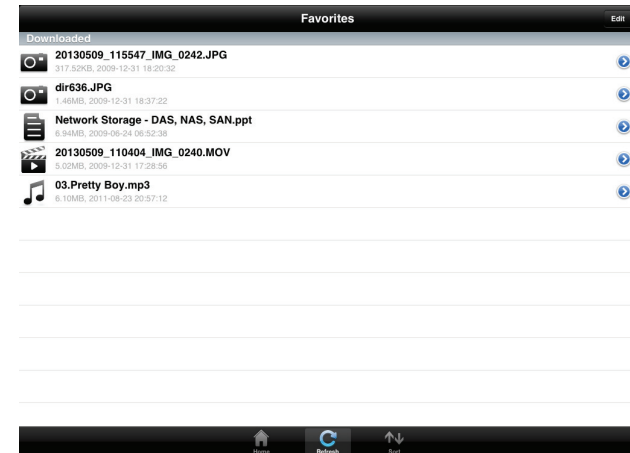 Favorites
Edit
Downloaded
20130509_115547_IMG_0242.JPG
317.52KB, 2009-12-31 18:20:32
dir636.JPG
1.46MB, 2009-12-31 18:37:22
Network Storage - DAS, NAS, SAN.ppt
6.94MB, 2009-06-24 06:52:38
20130509_110404_IMG_0240.MOV
5.02MB, 2009-12-31 17:28:56
03.Pretty Boy.mp3
6.10MB, 2011-08-23 20:57:12
Home Refresh Sort